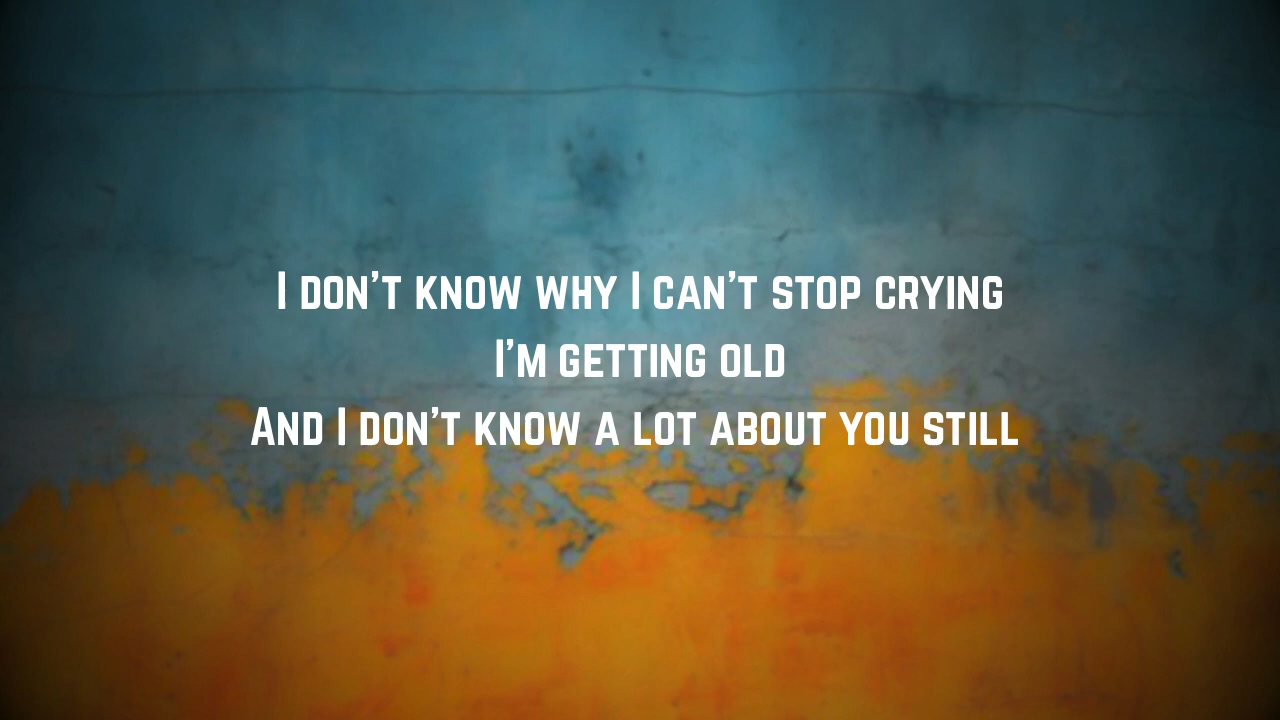 I don't know why I can't stop crying
I'm getting old
And I don't know a lot about you still